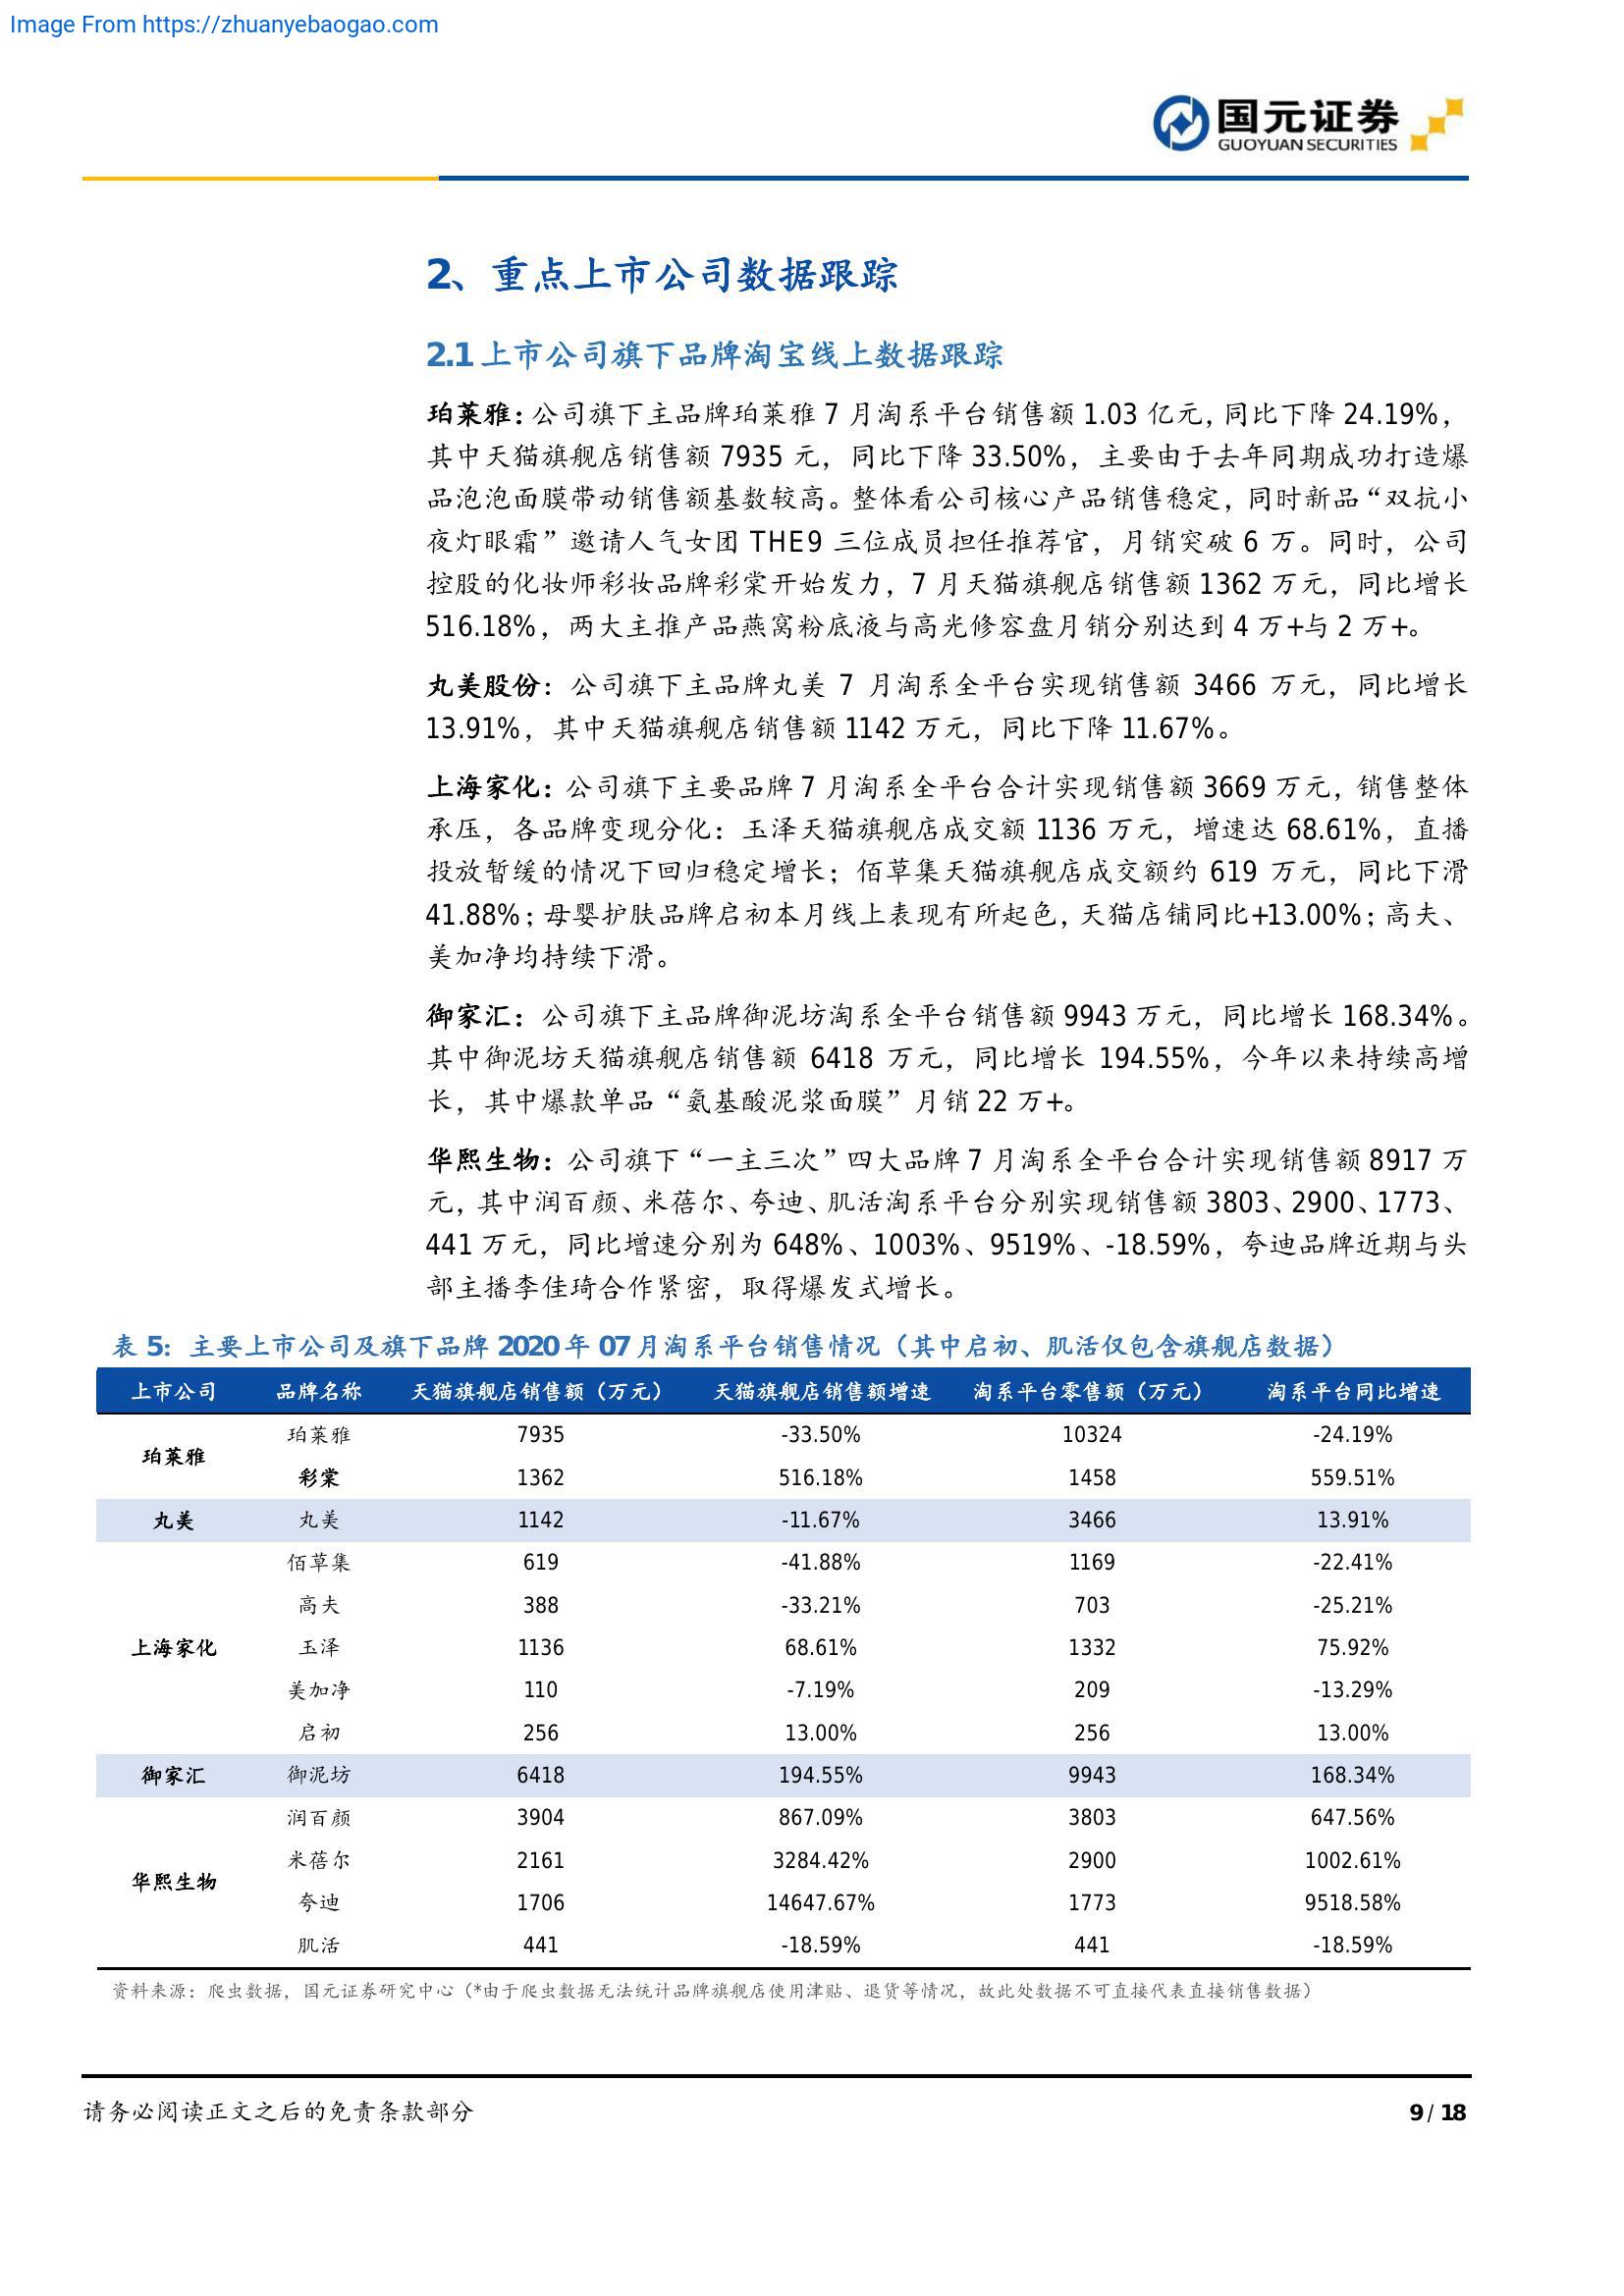 Image From https://zhuanyebaogao.com
国元证券
GUOYUAN SECURITIES
2、重点上市公司数据跟踪
2.1 上市公司旗下品牌淘宝线上数据跟踪
珀莱雅：公司旗下主品牌珀莱雅 7 月淘系平台销售额 1.03 亿元，同比下降 24.19%，
其中天猫旗舰店销售额 7935 元，同比下降 33.50%，主要由于去年同期成功打造爆
品泡泡面膜带动销售额基数较高。整体看公司核心产品销售稳定，同时新品“双抗小
夜灯眼霜”邀请人气女团 THE9 三位成员担任推荐官，月销突破 6 万。同时，公司
控股的化妆师彩妆品牌彩棠开始发力，7 月天猫旗舰店销售额 1362 万元，同比增长
516.18%，两大主推产品燕窝粉底液与高光修容盘月销分别达到 4 万+与 2 万+。
丸美股份：公司旗下主品牌丸美 7 月淘系全平台实现销售额 3466 万元，同比增长
13.91%，其中天猫旗舰店销售额 1142 万元，同比下降 11.67%。
上海家化：公司旗下主要品牌 7 月淘系全平台合计实现销售额 3669 万元，销售整体
承压，各品牌变现分化：玉泽天猫旗舰店成交额 1136 万元，增速达 68.61%，直播
投放暂缓的情况下回归稳定增长；佰草集天猫旗舰店成交额约 619 万元，同比下滑
41.88%；母婴护肤品牌启初本月线上表现有所起色，天猫店铺同比+13.00%；高夫、
美加净均持续下滑。
御家汇：公司旗下主品牌御泥坊淘系全平台销售额 9943 万元，同比增长 168.34%。
其中御泥坊天猫旗舰店销售额 6418 万元，同比增长 194.55%，今年以来持续高增
长，其中爆款单品“氨基酸泥浆面膜”月销 22 万+。
华熙生物：公司旗下“一主三次”四大品牌 7 月淘系全平台合计实现销售额 8917 万
元，其中润百颜、米蓓尔、夸迪、肌活淘系平台分别实现销售额 3803、2900、1773、
441 万元，同比增速分别为 648%、1003%、9519%、-18.59%，夸迪品牌近期与头
部主播李佳琦合作紧密，取得爆发式增长。
表 5：主要上市公司及旗下品牌 2020 年 07 月淘系平台销售情况（其中启初、肌活仅包含旗舰店数据）
上市公司 品牌名称 天猫旗舰店销售额（万元） 天猫旗舰店销售额增速 淘系平台零售额（万元） 淘系平台同比增速
珀莱雅 珀莱雅 7935 -33.50% 10324 -24.19%
彩棠 1362 516.18% 1458 559.51%
丸美 丸美 1142 -11.67% 3466 13.91%
佰草集 619 -41.88% 1169 -22.41%
高夫 388 -33.21% 703 -25.21%
上海家化 玉泽 1136 68.61% 1332 75.92%
美加净 110 -7.19% 209 -13.29%
启初 256 13.00% 256 13.00%
御家汇 御泥坊 6418 194.55% 9943 168.34%
润百颜 3904 867.09% 3803 647.56%
华熙生物 米蓓尔 2161 3284.42% 2900 1002.61%
夸迪 1706 14647.67% 1773 9518.58%
肌活 441 -18.59% 441 -18.59%
资料来源：爬虫数据，国元证券研究中心（*由于爬虫数据无法统计品牌旗舰店使用津贴、退货等情况，故此处数据不可直接代表直接销售数据）
请务必阅读正文之后的免责条款部分
9 / 18